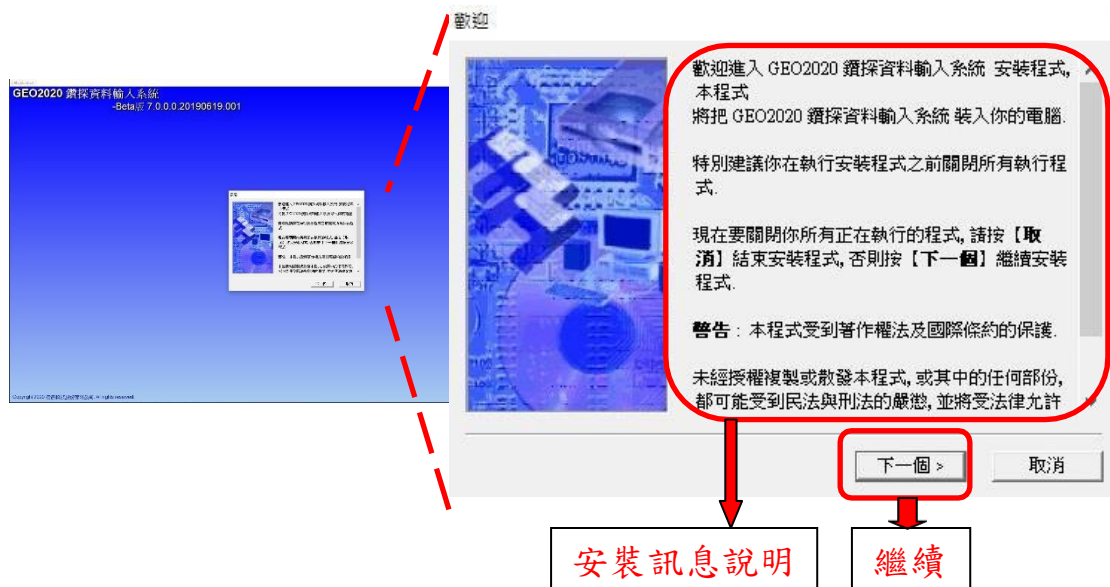 GEO2020 鑽探資料輸入系統
-Beta版 7.0.0.0.20190619.001
歡迎
歡迎進入 GEO2020 鑽探資料輸入系統 安裝程式,
本程式
將把 GEO2020 鑽探資料輸入系統 裝入你的電腦.
特別建議你在執行安裝程式之前關閉所有執行程
式.
現在要關閉你所有正在執行的程式, 請按【取
消】結束安裝程式, 否則按【下一個】繼續安裝
程式.
警告 : 本程式受到著作權法及國際條約的保護.
未經授權複製或散發本程式, 或其中的任何部份,
都可能受到民法與刑法的嚴懲, 並將受法律允許
下一個 >
取消
安裝訊息說明
繼續